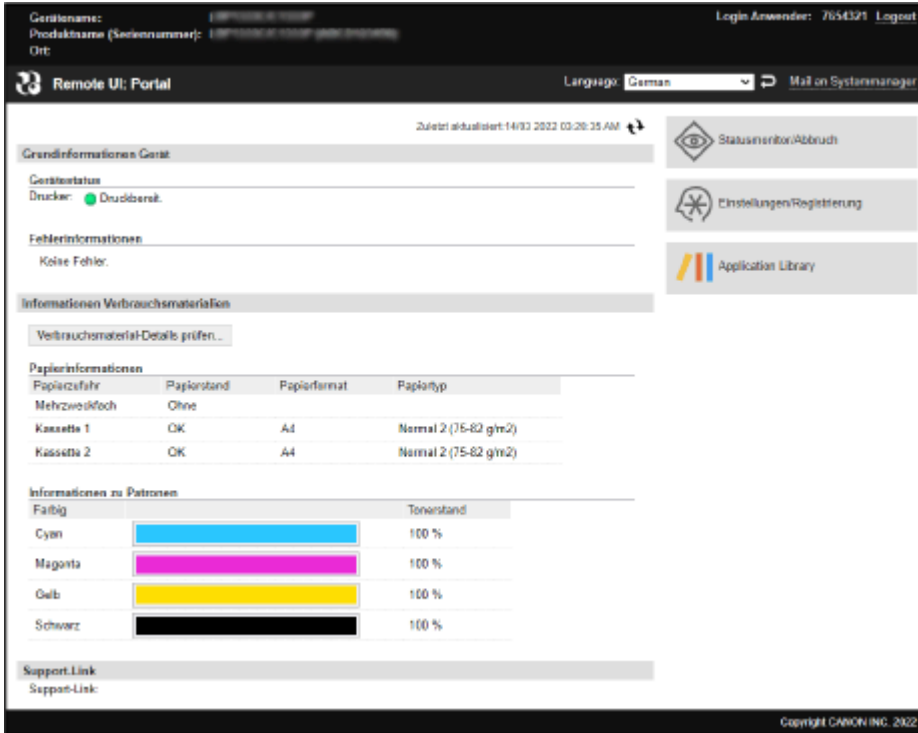 Gerätename:
Login Anwender: 7654321 Logout
Produktname (Seriennummer):
Ort:
Remote UI: Portal
Language: German
Mail an Systemmanager
Zuletzt aktualisiert:14/03 2022 03:28:35 AM
Grundinformationen Gerät
Gerätestatus
Drucker: Druckbereit.
Fehlerinformationen
Keine Fehler.
Informationen Verbrauchsmaterialien
Verbrauchsmaterial-Details prüfen...
Papierinformationen
Papierzufuhr Papierstand Papierformat Papiertyp
Mehrzweckfach Ohne
Kassette 1 OK A4 Normal 2 (75-82 g/m2)
Kassette 2 OK A4 Normal 2 (75-82 g/m2)
Informationen zu Patronen
Farbig Tonerstand
Cyan 100 %
Magenta 100 %
Gelb 100 %
Schwarz 100 %
Support-Link
Support-Link:
Statusmonitor/Abbruch
Einstellungen/Registrierung
Application Library
Copyright CANON INC. 2022